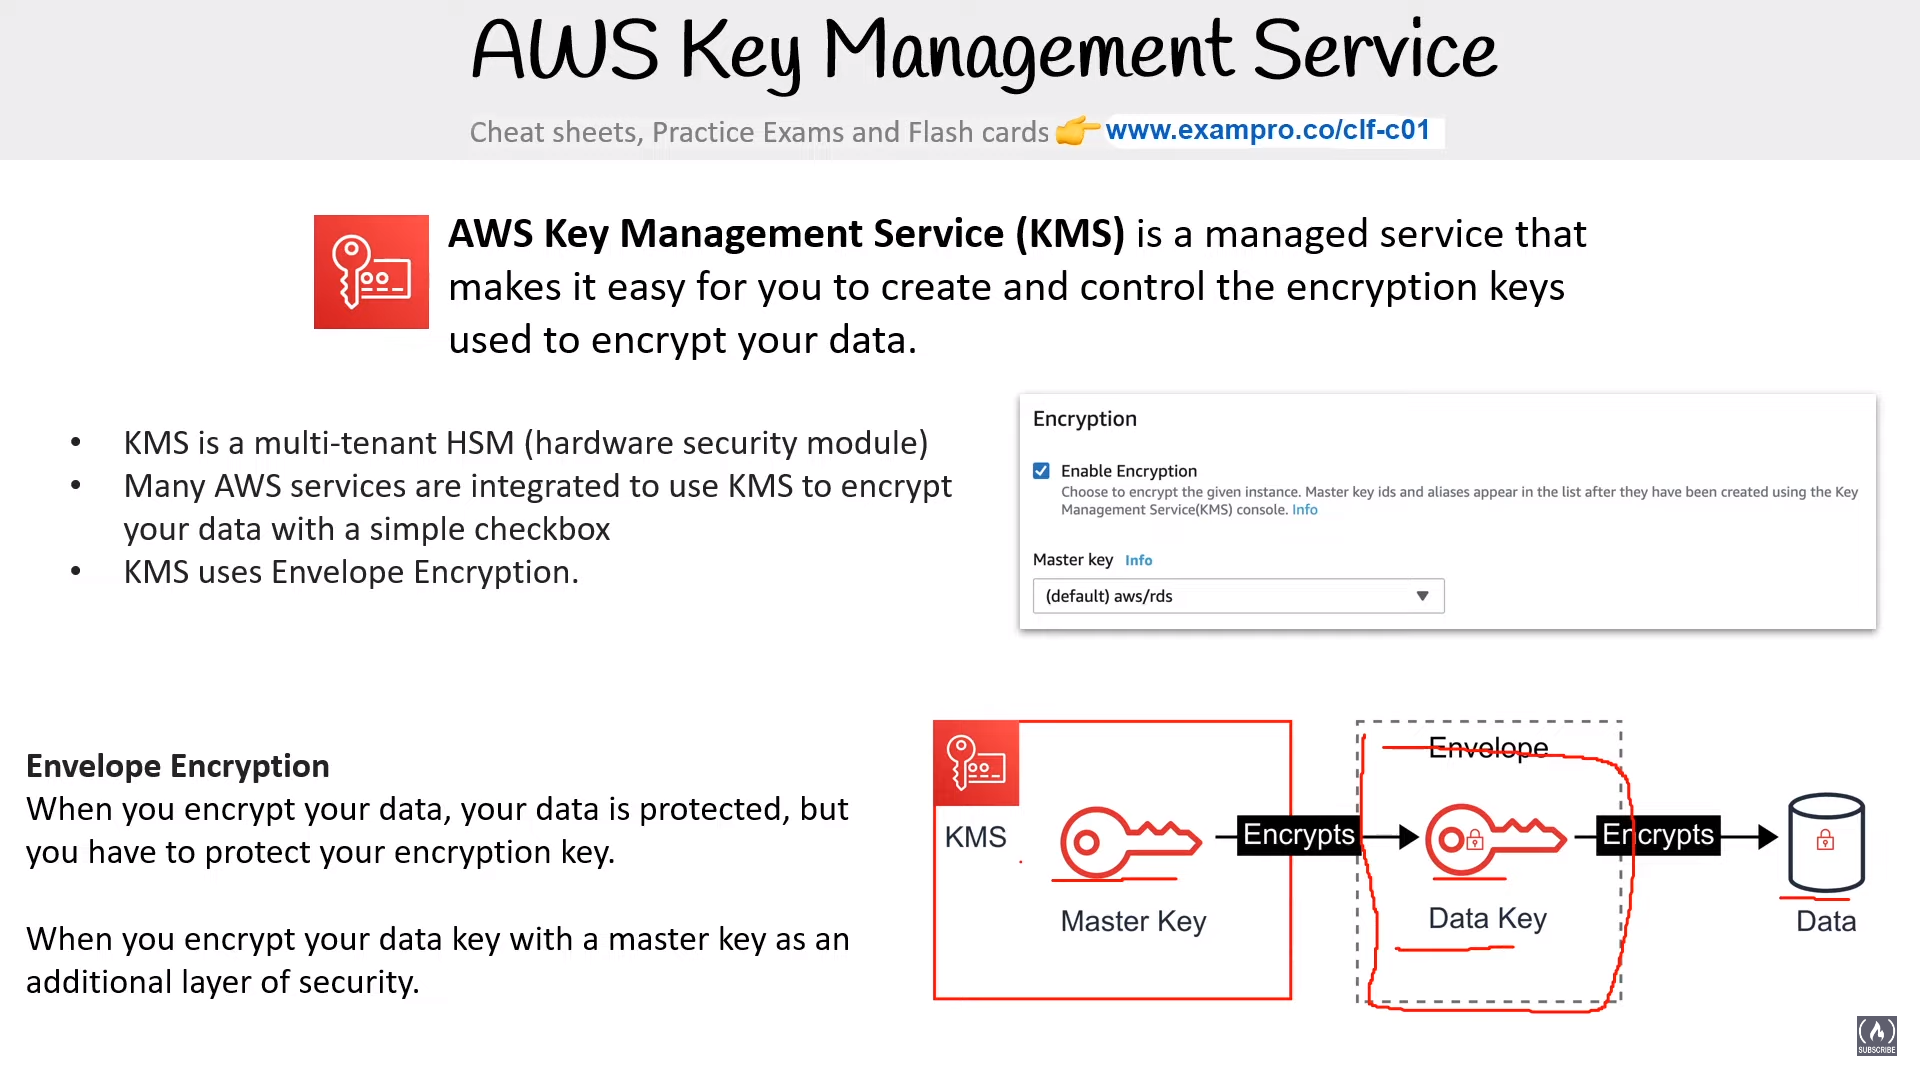 AWS Key Management Service
Cheat sheets, Practice Exams and Flash cards 👉 www.exampro.co/clf-c01
AWS Key Management Service (KMS) is a managed service that
makes it easy for you to create and control the encryption keys
used to encrypt your data.
• KMS is a multi-tenant HSM (hardware security module)
• Many AWS services are integrated to use KMS to encrypt
your data with a simple checkbox
• KMS uses Envelope Encryption.
Encryption
Enable Encryption
Choose to encrypt the given instance. Master key ids and aliases appear in the list after they have been created using the Key
Management Service(KMS) console. Info
Master key Info
(default) aws/rds
Envelope Encryption
When you encrypt your data, your data is protected, but
you have to protect your encryption key.
When you encrypt your data key with a master key as an
additional layer of security.
KMS
Master Key
Encrypts
Envelope
Data Key
Encrypts
Data
SUBSCRIBE